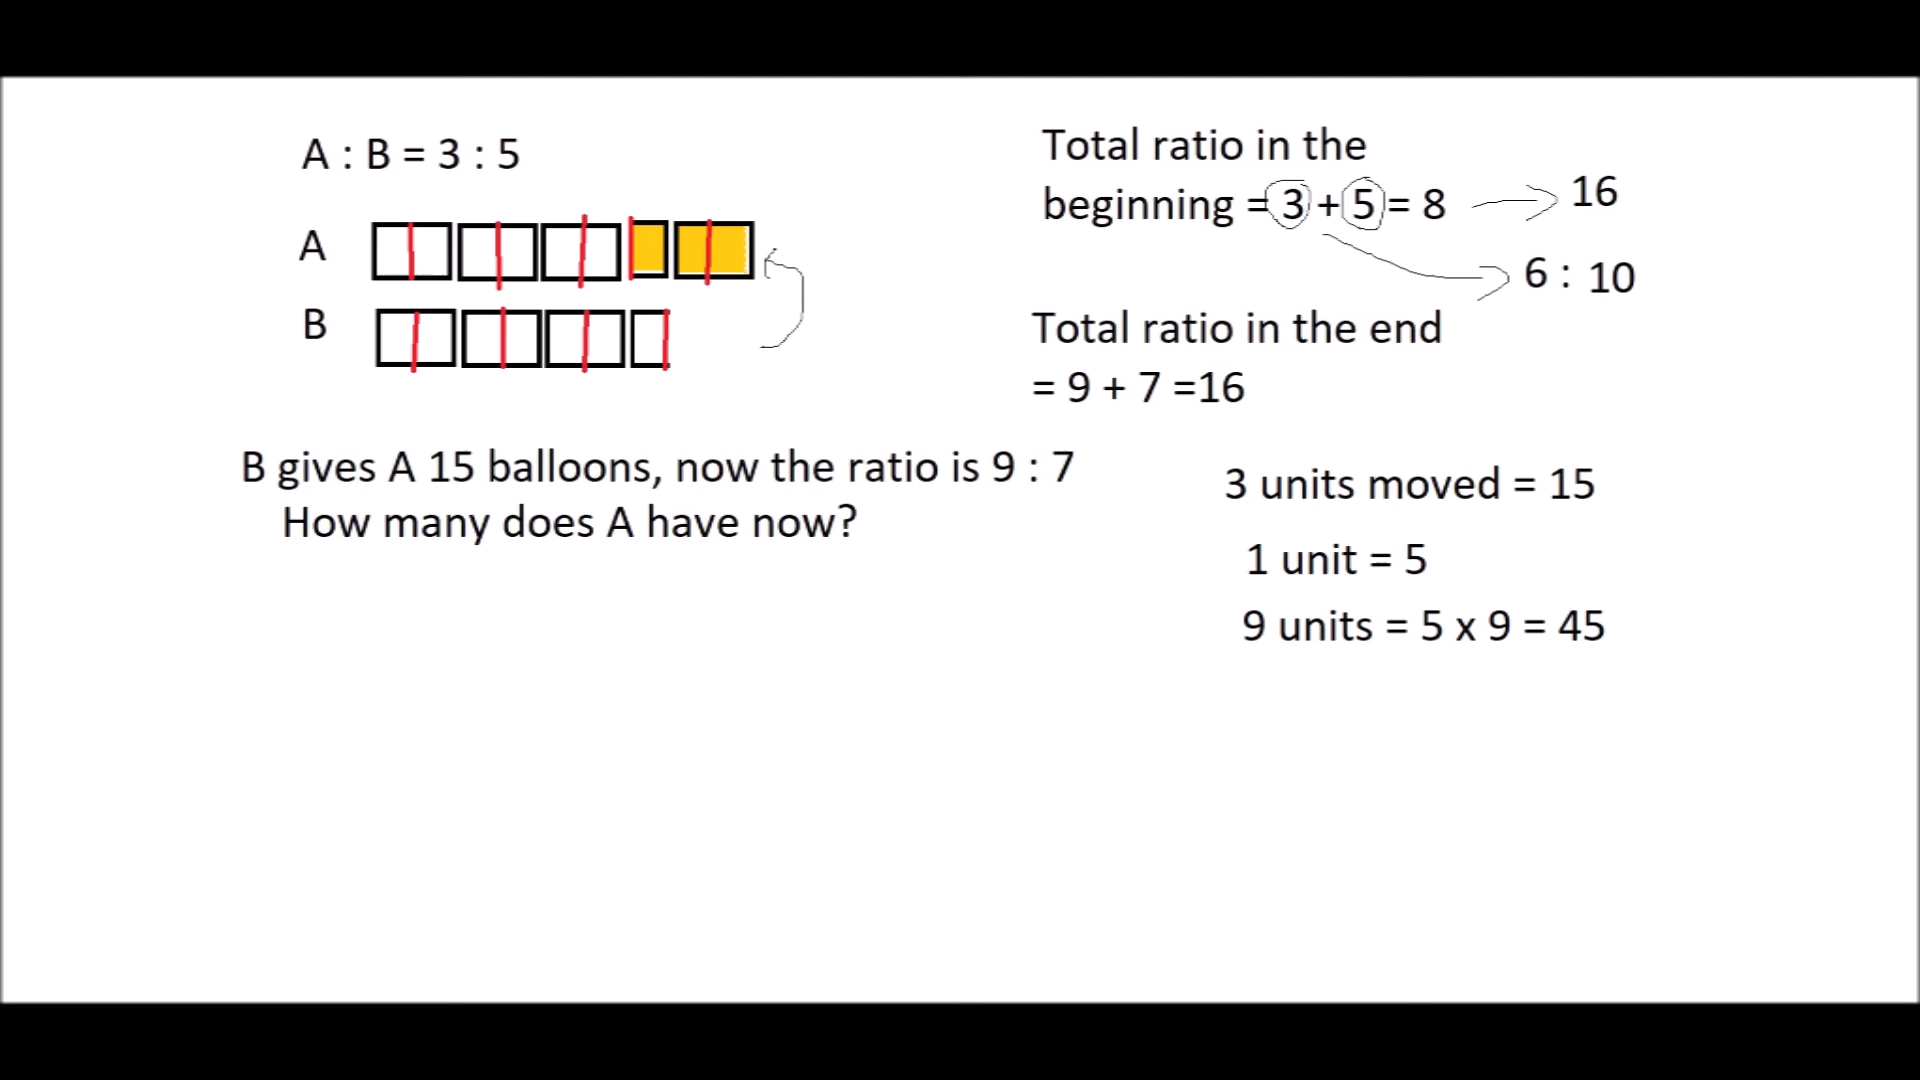 A : B = 3 : 5
A
B
B gives A 15 balloons, now the ratio is 9 : 7
How many does A have now?
Total ratio in the
beginning = 3 + 5 = 8
16
6 : 10
Total ratio in the end
= 9 + 7 =16
3 units moved = 15
1 unit = 5
9 units = 5 x 9 = 45